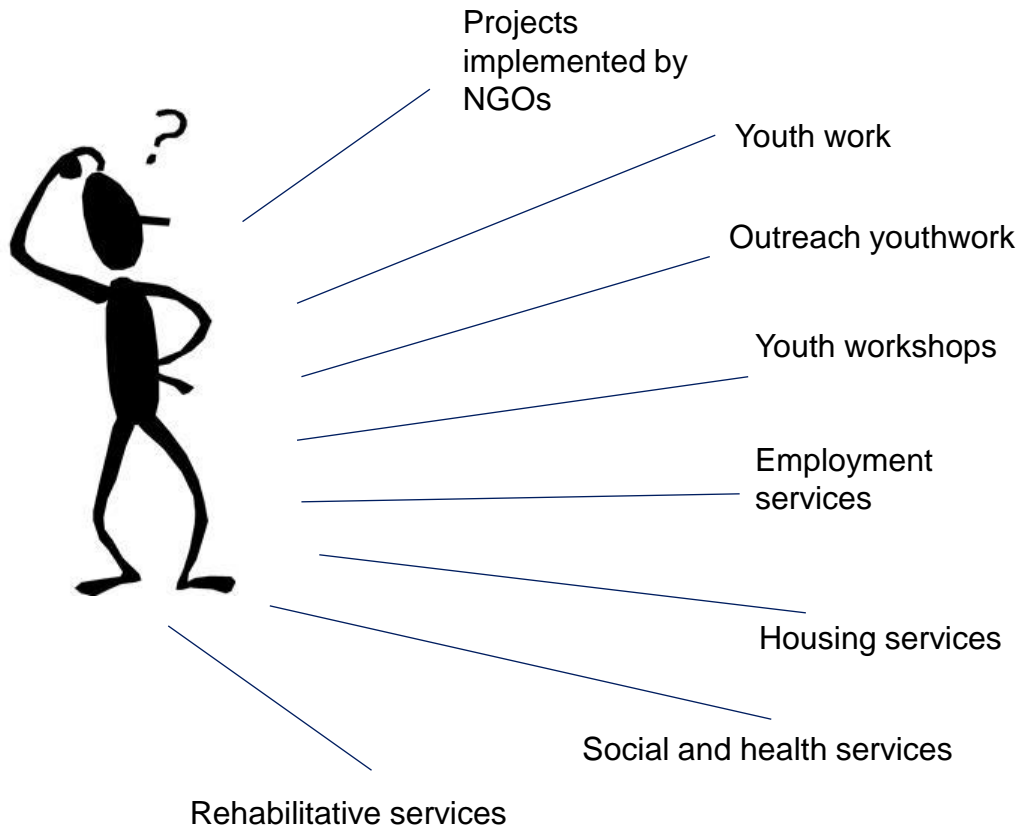 Projects
implemented by
NGOs
?
Youth work
Outreach youthwork
Youth workshops
Employment
services
Housing services
Social and health services
Rehabilitative services